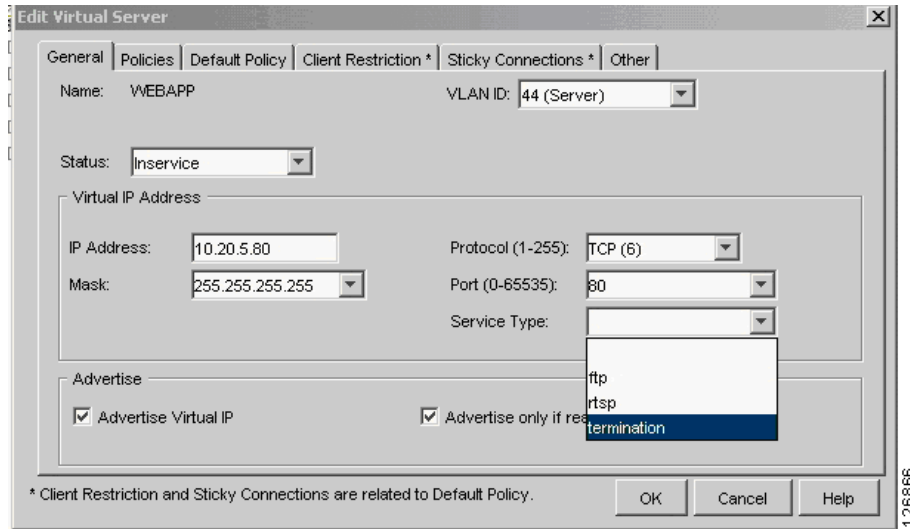 Edit Virtual Server
General Policies Default Policy Client Restriction * Sticky Connections * Other
Name: WEBAPP VLAN ID: 44 (Server)
Status: Inservice
Virtual IP Address
IP Address: 10.20.5.80 Protocol (1-255): TCP (6)
Mask: 255.255.255.255 Port (0-65535): 80
Service Type:
ftp
rtsp
termination
Advertise
Advertise Virtual IP Advertise only if
* Client Restriction and Sticky Connections are related to Default Policy.
OK Cancel Help
126866